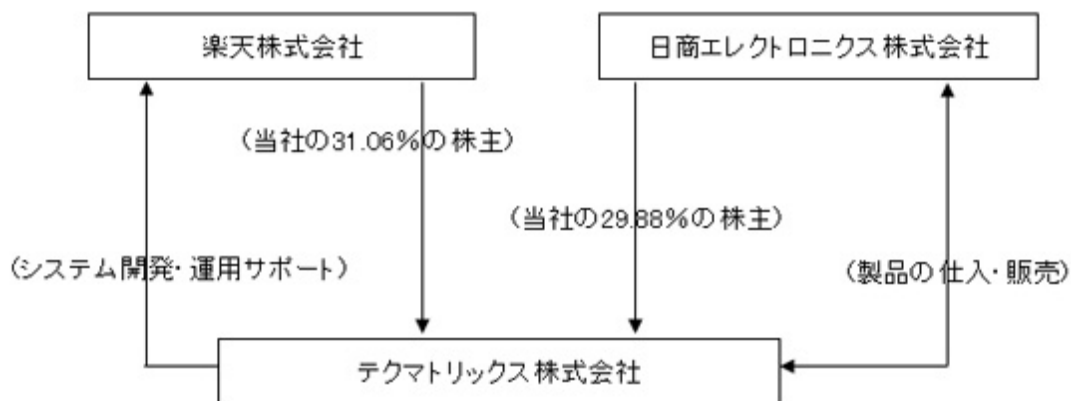 楽天株式会社
日商エレクトロニクス株式会社
（当社の31.06％の株主）
（当社の29.88％の株主）
（システム開発・運用サポート）
（製品の仕入・販売）
テクマトリックス株式会社